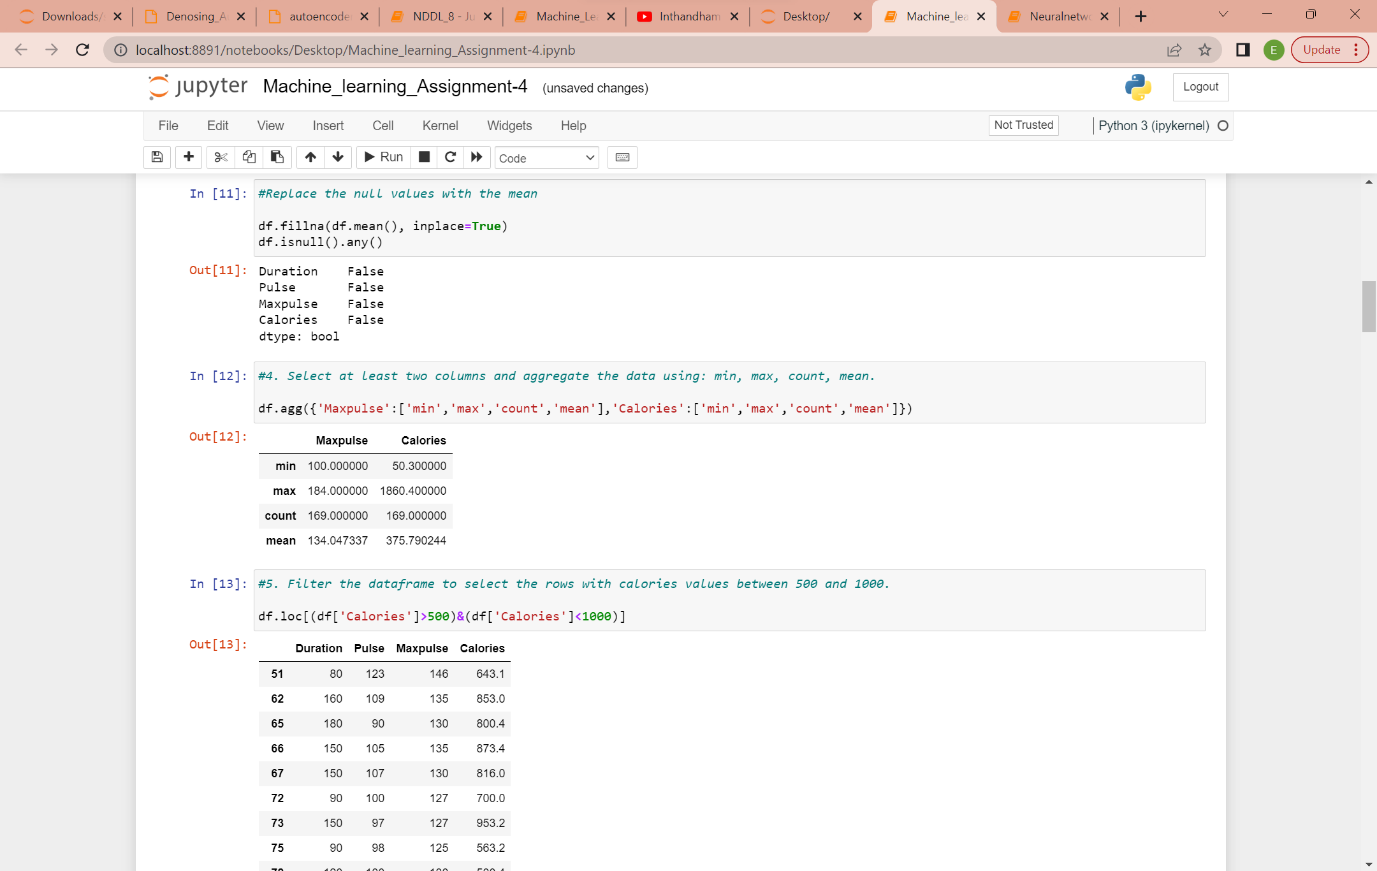 Downloads/
Denosing_A
autoencode
NDDL_8 - Ju
Machine_Le
Inthandham
Desktop/
Machine_lea
Neuralnetwo
localhost:8891/notebooks/Desktop/Machine_learning_Assignment-4.ipynb
E
Update
jupyter Machine_learning_Assignment-4 (unsaved changes)
Logout
File Edit View Insert Cell Kernel Widgets Help
Not Trusted
Python 3 (ipykernel)
Run
Code
In [11]: #Replace the null values with the mean
df.fillna(df.mean(), inplace=True)
df.isnull().any()
Out[11]: Duration False
Pulse False
Maxpulse False
Calories False
dtype: bool
In [12]: #4. Select at least two columns and aggregate the data using: min, max, count, mean.
df.agg({'Maxpulse':['min','max','count','mean'],'Calories':['min','max','count','mean']})
Out[12]:
Maxpulse Calories
min 100.000000 50.300000
max 184.000000 1860.400000
count 169.000000 169.000000
mean 134.047337 375.790244
In [13]: #5. Filter the dataframe to select the rows with calories values between 500 and 1000.
df.loc[(df['Calories']>500)&(df['Calories']<1000)]
Out[13]:
Duration Pulse Maxpulse Calories
51 80 123 146 643.1
62 160 109 135 853.0
65 180 90 130 800.4
66 150 105 135 873.4
67 150 107 130 816.0
72 90 100 127 700.0
73 150 97 127 953.2
75 90 98 125 563.2